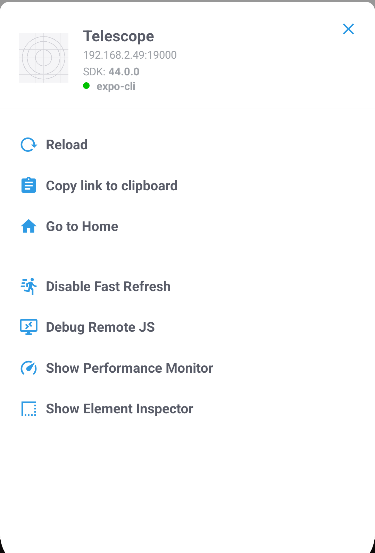 Telescope
192.168.2.49:19000
SDK: 44.0.0
expo-cli
Reload
Copy link to clipboard
Go to Home
Disable Fast Refresh
Debug Remote JS
Show Performance Monitor
Show Element Inspector